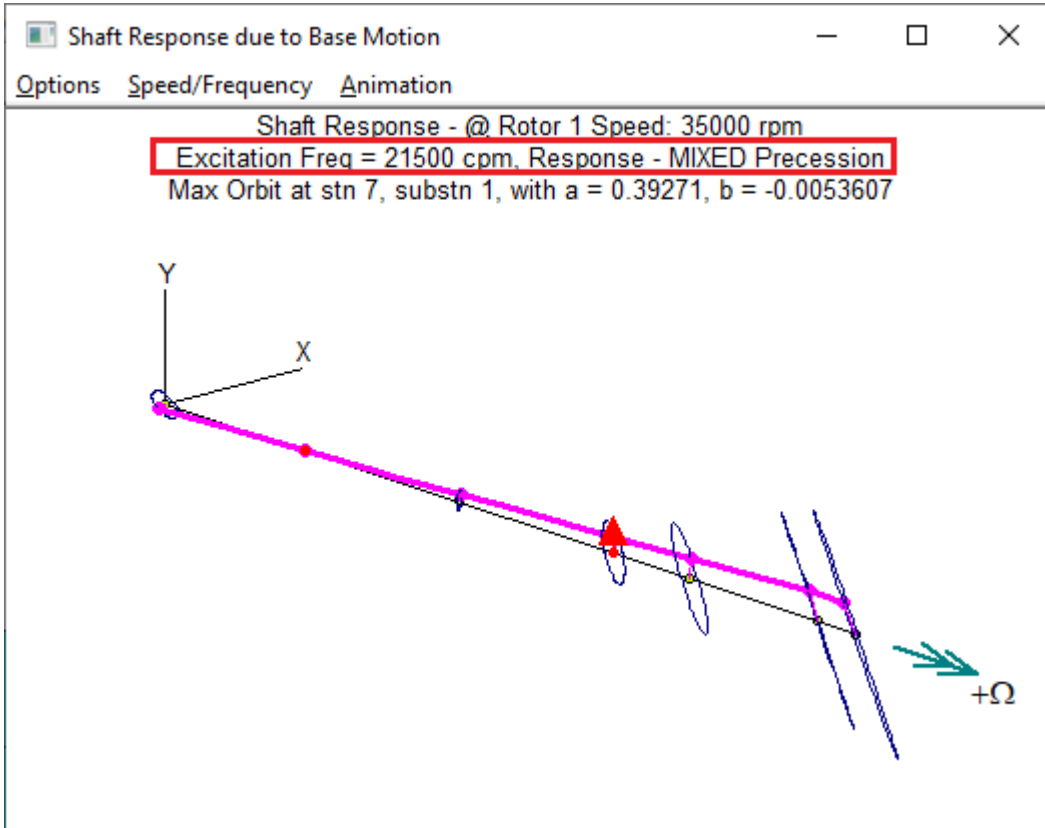 Shaft Response due to Base Motion
Options Speed/Frequency Animation
Shaft Response - @ Rotor 1 Speed: 35000 rpm
Excitation Freq = 21500 cpm, Response - MIXED Precession
Max Orbit at stn 7, substn 1, with a = 0.39271, b = -0.0053607
Y
X
+Ω